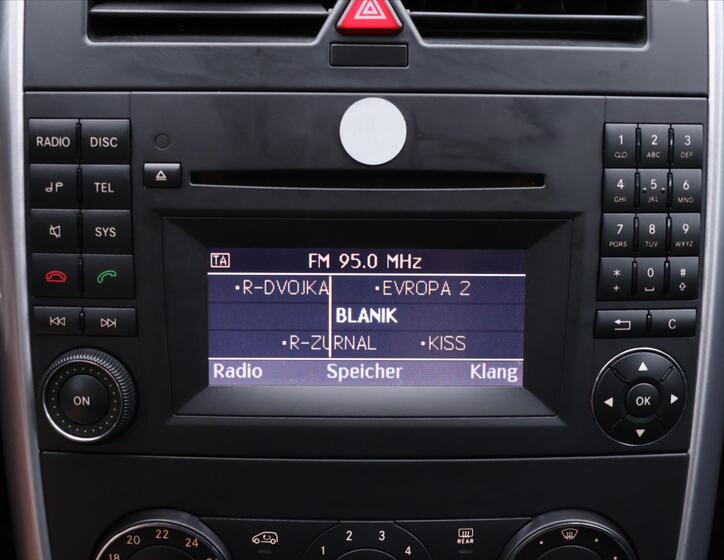 RADIO DISC
TEL
SYS
ON
TA FM 95.0 MHz
•R-DVOJKA •EVROPA 2
BLANIK
•R-ZURNAL •KISS
Radio Speicher Klang
1 2 ABC 3 DEF
4 GHI 5 JKL 6 MNO
7 PQRS 8 TUV 9 WXYZ
* + 0 #
C
OK
18 20 22 24
1 2 3 4
REAR